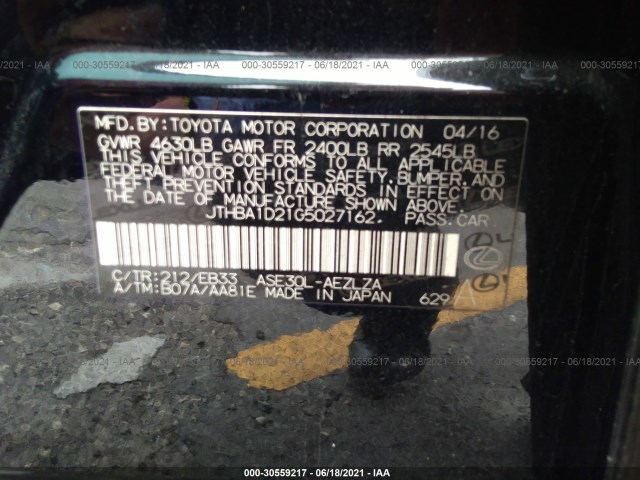 000-30559217 - 06/18/2021 - IAA
MFD. BY: TOYOTA MOTOR CORPORATION 04/16
GVWR 4630LB GAWR FR 2400LB RR 2545LB
THIS VEHICLE CONFORMS TO ALL APPLICABLE
FEDERAL MOTOR VEHICLE SAFETY, BUMPER, AND
THEFT PREVENTION STANDARDS IN EFFECT ON
THE DATE OF MANUFACTURE SHOWN ABOVE.
JTHBA1D21G5027162. PASS. CAR
C/TR:212/EB33 ASE30L-AEZLZA
A/TM:B07A/AA81E MADE IN JAPAN 629
000-30559217 - 06/18/2021 - IAA